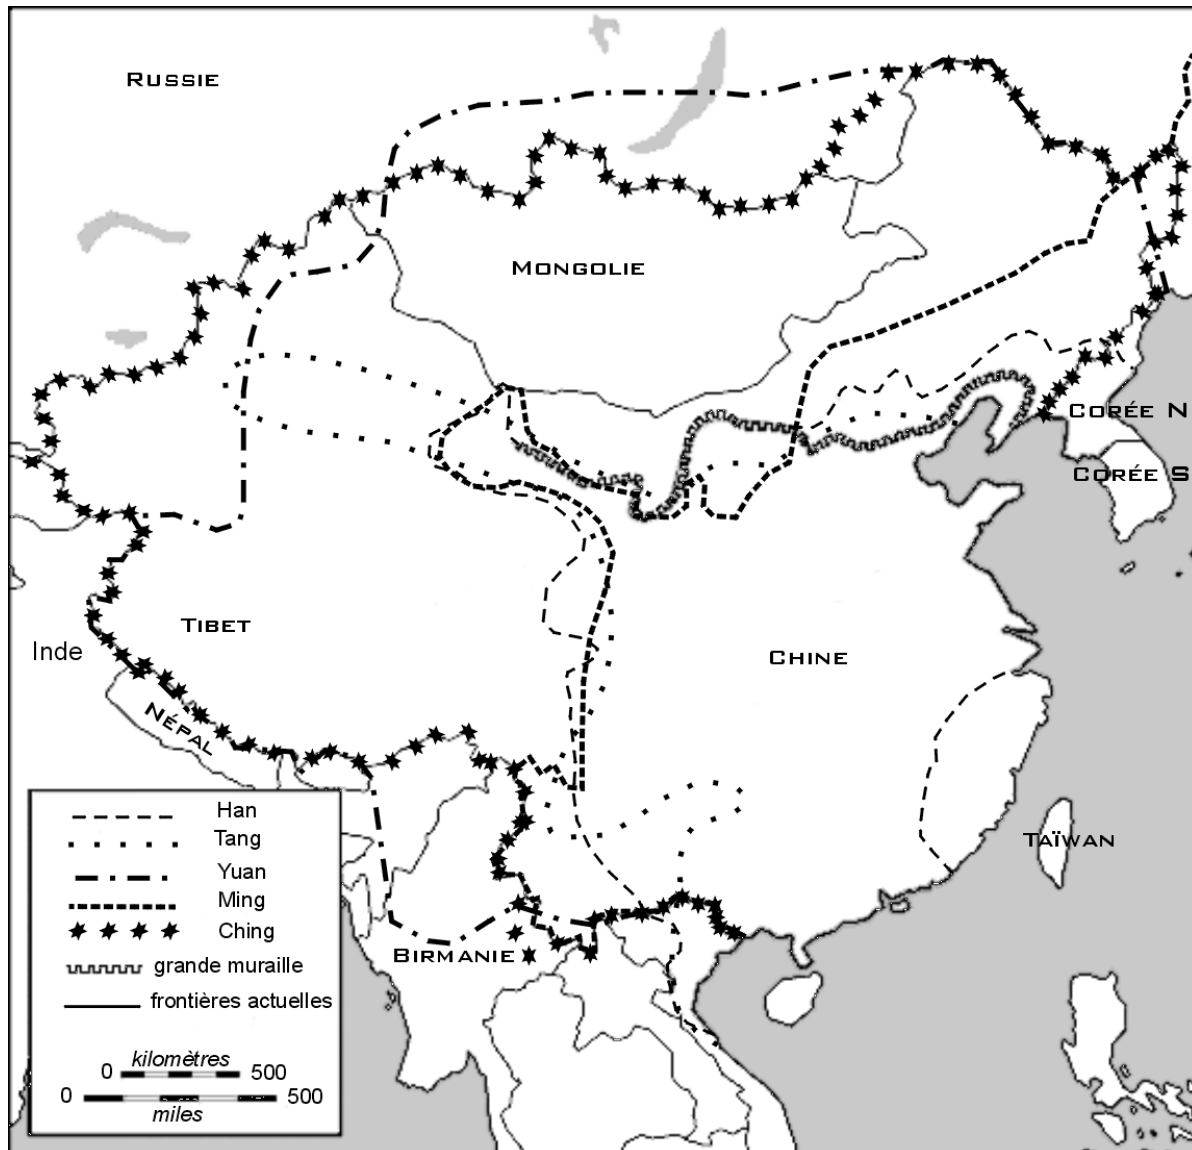 RUSSIE
MONGOLIE
CORÉE N
CORÉE S
TIBET
Inde
CHINE
NÉPAL
TAÏWAN
BIRMANIE
Han
Tang
Yuan
Ming
Ching
grande muraille
frontières actuelles
kilomètres
0 500
0 500
miles